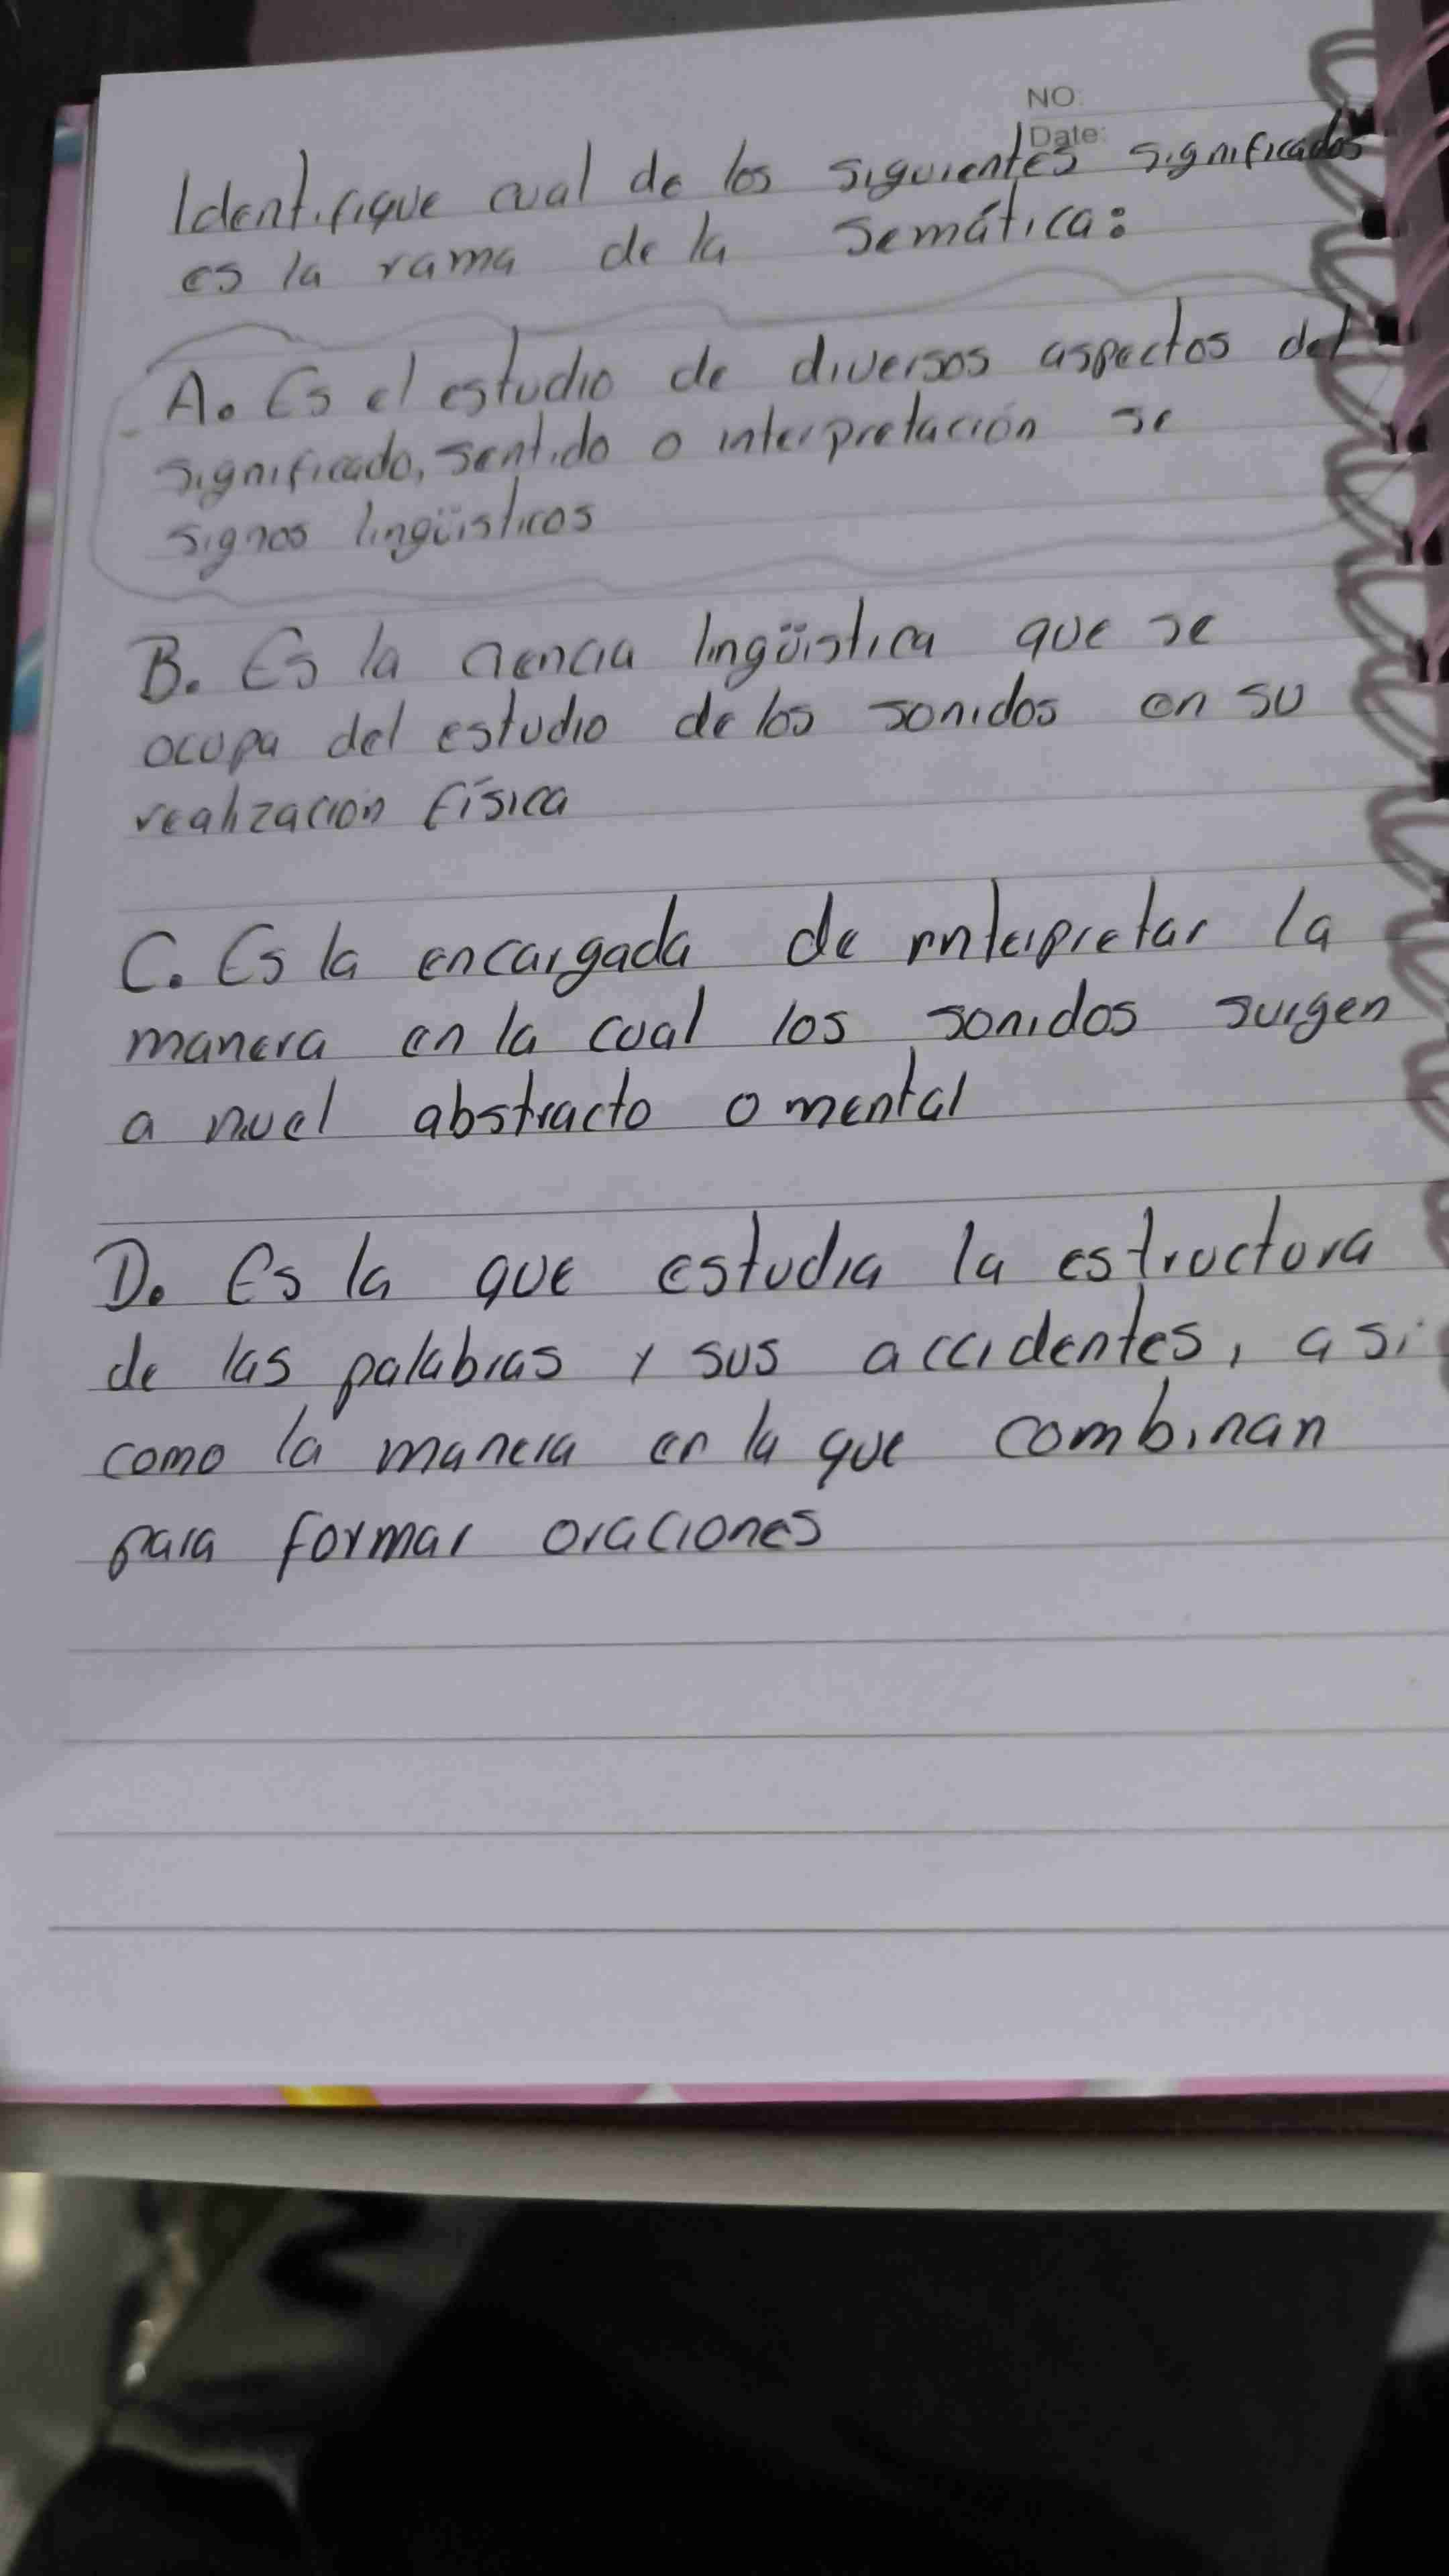 NO.
Date:
Identifique cual de los siguientes significados
es la rama de la Semática:
A. Es el estudio de diversos aspectos del
significado, sentido o interpretación se
signos lingüisticos
B. Es la ciencia lingüistica que se
ocupa del estudio de los sonidos en su
realización física
C. Es la encargada de interpretar la
manera en la cual los sonidos surgen
a nivel abstracto o mental
D. Es la que estudia la estructura
de las palabras y sus accidentes, asi
como la manera en la que combinan
para formar oraciones